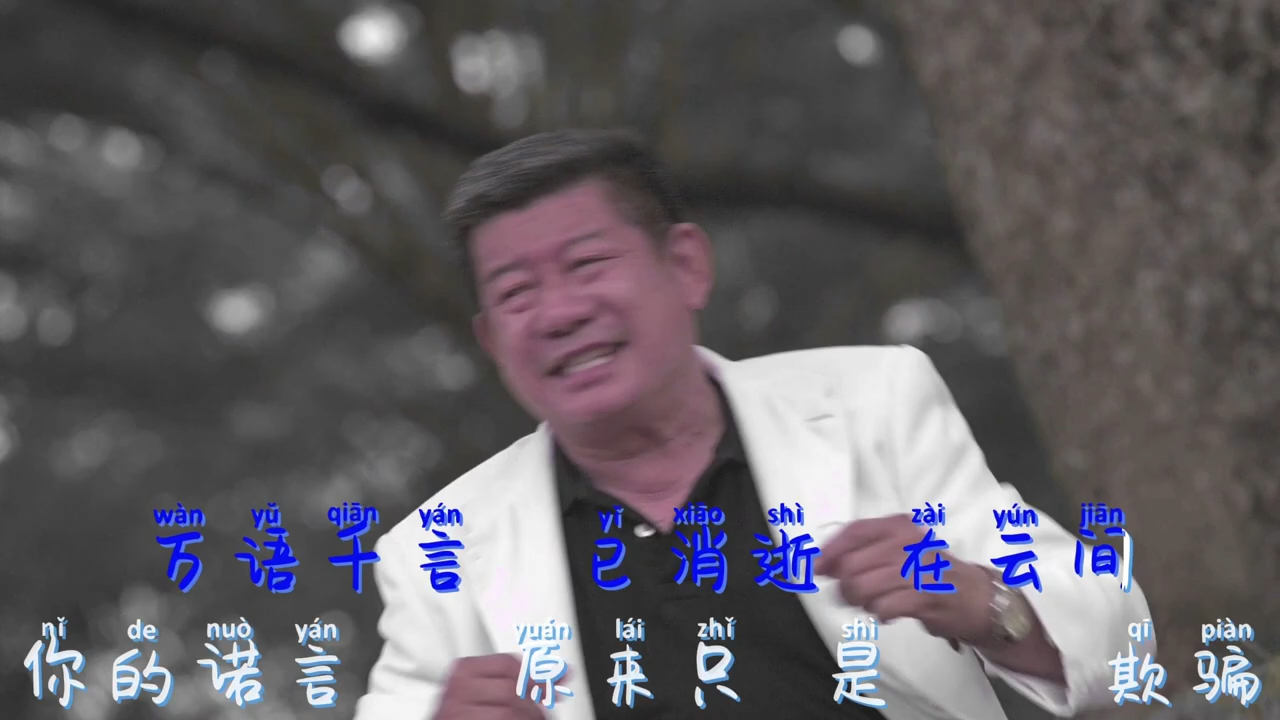 wàn yǔ qiān yán yǐ xiāo shì zài yún jiān
万语千言 已消逝在云间
nǐ de nuò yán yuán lái zhǐ shì qī piàn
你的诺言 原来只是 欺骗